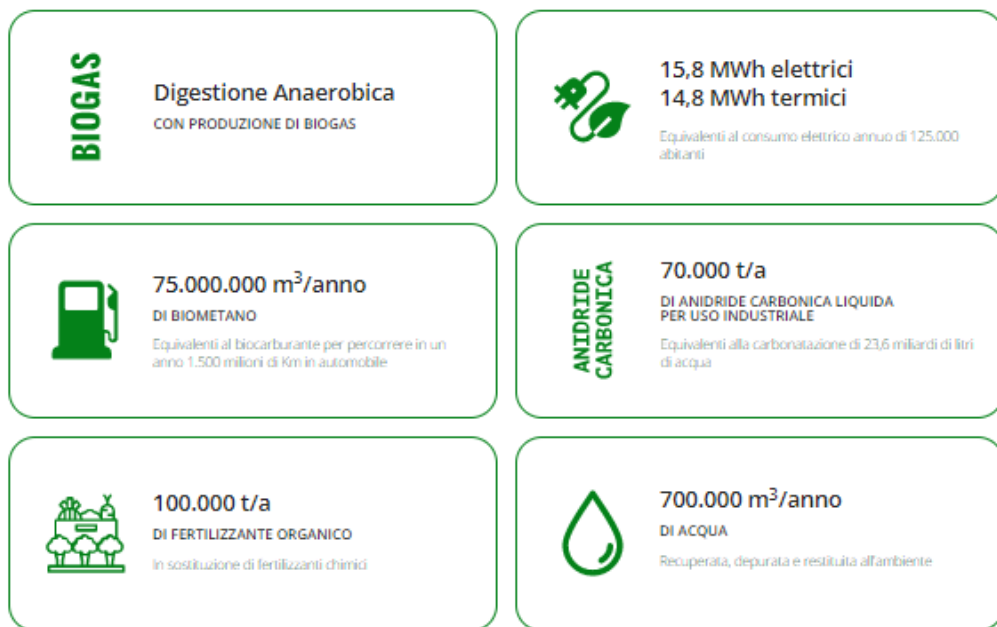 BIOGAS
Digestione Anaerobica
CON PRODUZIONE DI BIOGAS
15,8 MWh elettrici
14,8 MWh termici
Equivalenti al consumo elettrico annuo di 125.000
abitanti
75.000.000 m³/anno
DI BIOMETANO
Equivalenti al biocarburante per percorrere in un
anno 1.500 milioni di Km in automobile
ANIDRIDE
CARBONICA
70.000 t/a
DI ANIDRIDE CARBONICA LIQUIDA
PER USO INDUSTRIALE
Equivalenti alla carbonatazione di 23,6 miliardi di litri
di acqua
100.000 t/a
DI FERTILIZZANTE ORGANICO
In sostituzione di fertilizzanti chimici
700.000 m³/anno
DI ACQUA
Recuperata, depurata e restituita all'ambiente